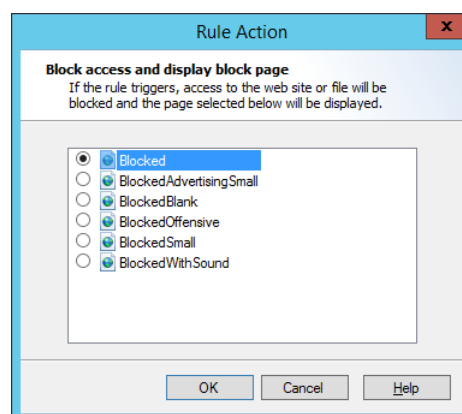 Rule Action
x
Block access and display block page
If the rule triggers, access to the web site or file will be
blocked and the page selected below will be displayed.
Blocked
BlockedAdvertisingSmall
BlockedBlank
BlockedOffensive
BlockedSmall
BlockedWithSound
OK Cancel Help